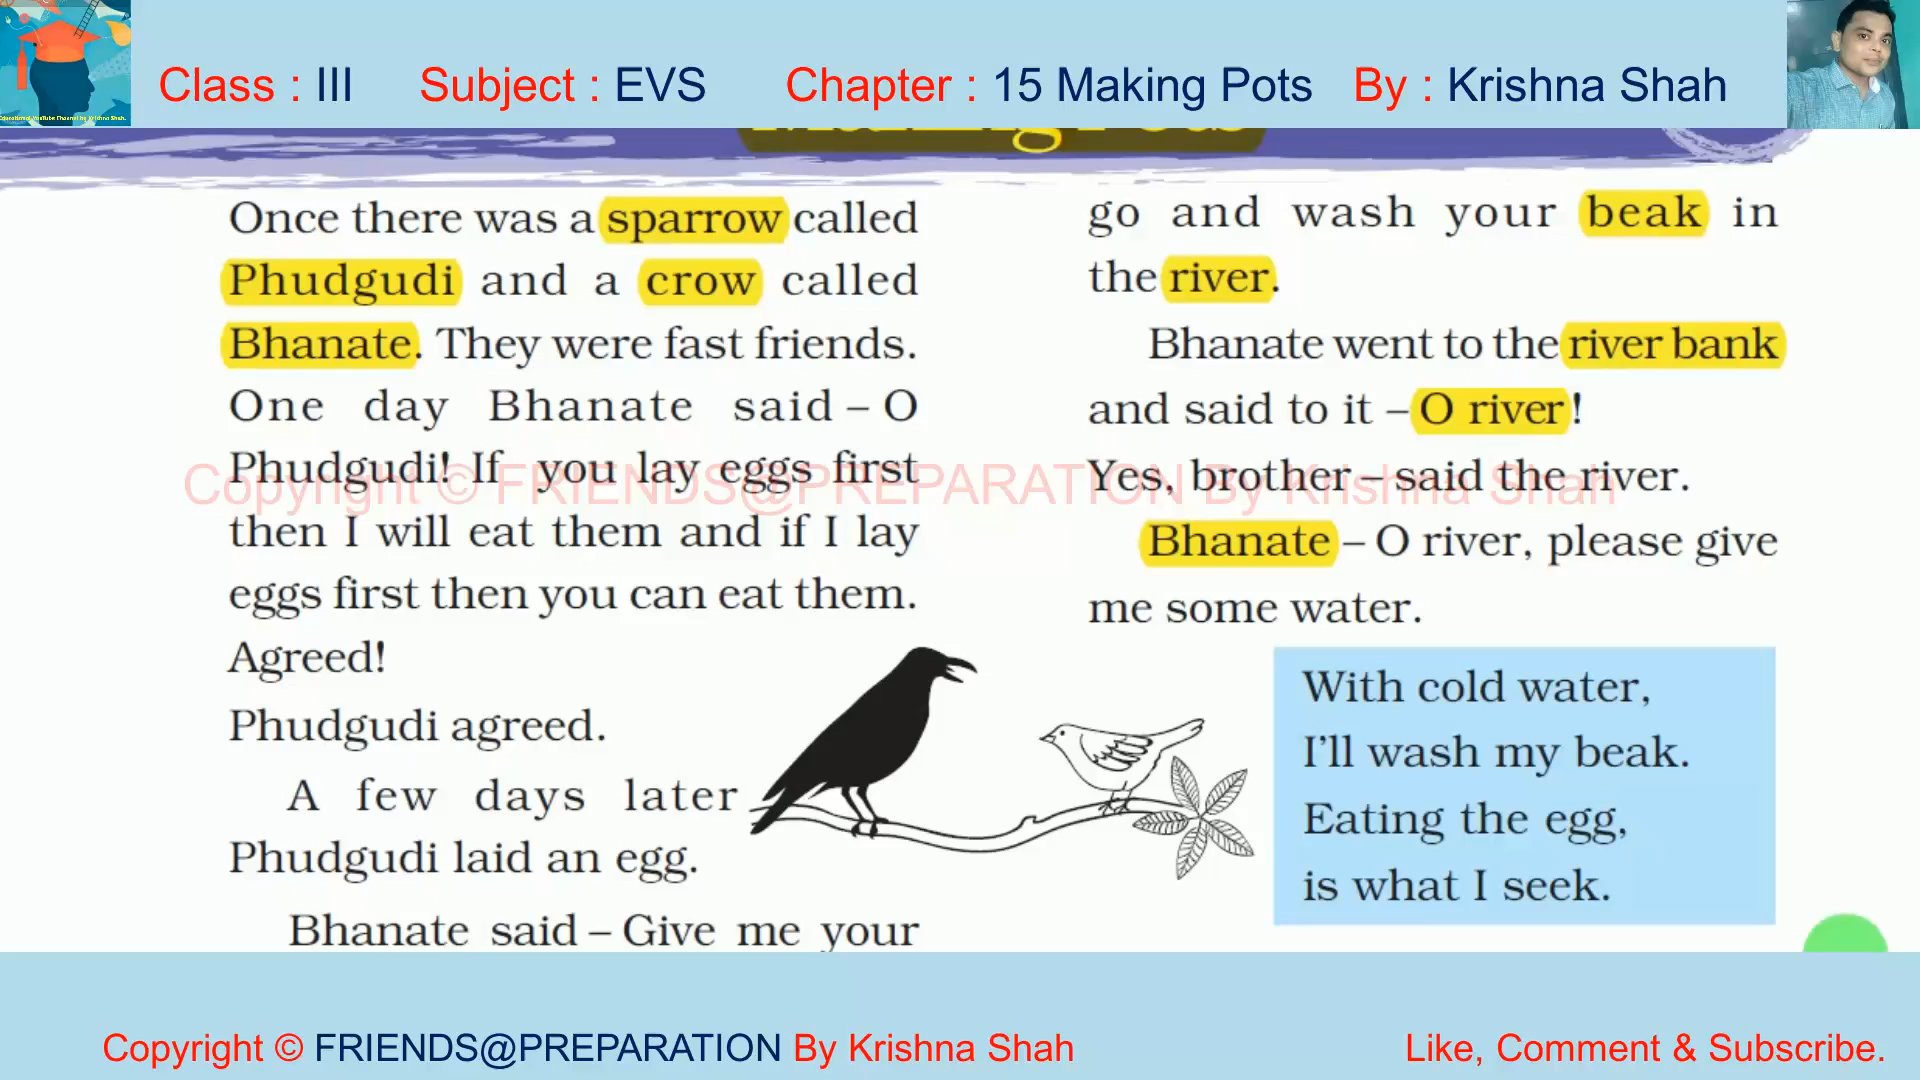 Class : III Subject : EVS Chapter : 15 Making Pots By : Krishna Shah
Once there was a sparrow called
Phudgudi and a crow called
Bhanate. They were fast friends.
One day Bhanate said – O
Phudgudi! If you lay eggs first
then I will eat them and if I lay
eggs first then you can eat them.
Agreed!
Phudgudi agreed.
A few days later
Phudgudi laid an egg.
Bhanate said – Give me your
go and wash your beak in
the river.
Bhanate went to the river bank
and said to it – O river!
Yes, brother – said the river.
Bhanate – O river, please give
me some water.
With cold water,
I'll wash my beak.
Eating the egg,
is what I seek.
Copyright © FRIENDS@PREPARATION By Krishna Shah
Copyright © FRIENDS@PREPARATION By Krishna Shah
Like, Comment & Subscribe.